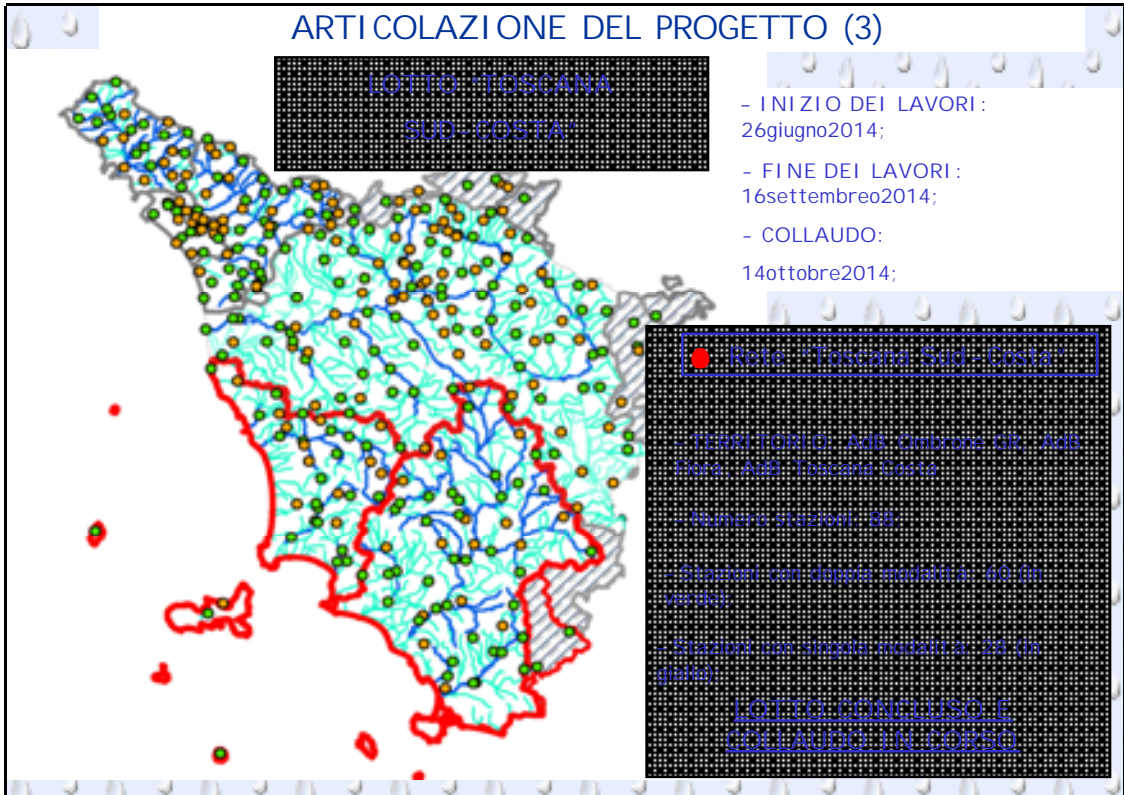 ARTICOLAZIONE DEL PROGETTO (3)
LOTTO "TOSCANA
SUD-COSTA"
- INIZIO DEI LAVORI:
26giugno2014;
- FINE DEI LAVORI:
16settembreo2014;
- COLLAUDO:
14ottobre2014;
Rete "Toscana Sud-Costa"
- TERRITORIO: AdB Ombrone GR, AdB
Fiora, AdB Toscana Costa
- Numero stazioni: 88;
- Stazioni con doppia modalità: 60 (in
verde);
- Stazioni con singola modalità: 28 (in
giallo);
LOTTO CONCLUSO E
COLLAUDO IN CORSO